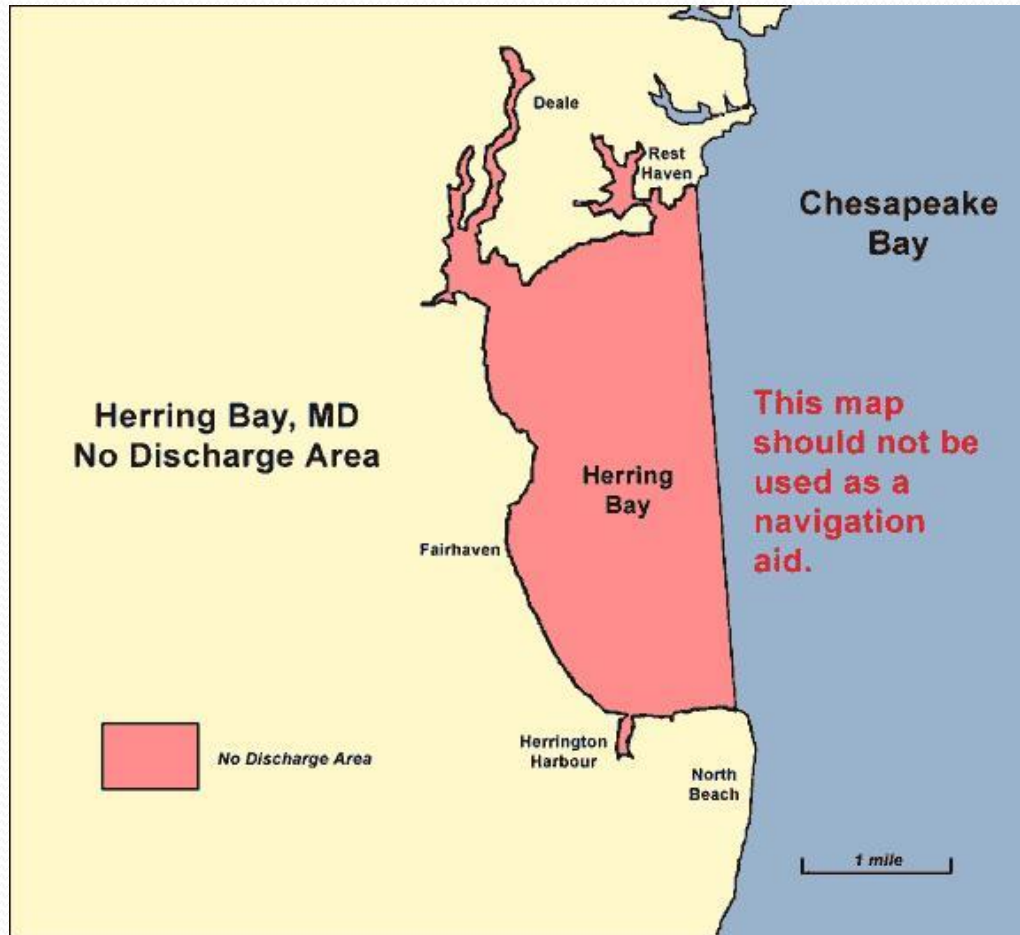 Deale
Rest
Haven
Chesapeake
Bay
Herring Bay, MD
No Discharge Area
This map
should not be
used as a
navigation
aid.
Herring
Bay
Fairhaven
No Discharge Area
Herrington
Harbour
North
Beach
1 mile